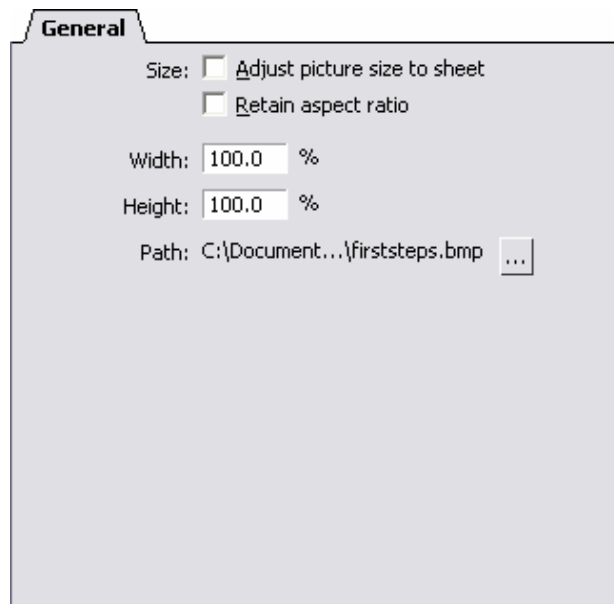 General
Size: Adjust picture size to sheet
Retain aspect ratio
Width: 100.0 %
Height: 100.0 %
Path: C:\Document...\firststeps.bmp ...